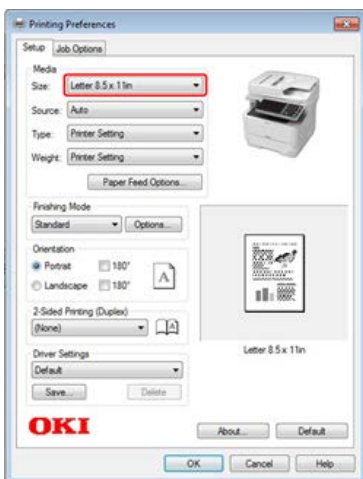 Printing Preferences
Setup Job Options
Media
Size: Letter 8.5 x 11in
Source: Auto
Type: Printer Setting
Weight: Printer Setting
Paper Feed Options...
Finishing Mode
Standard Options...
Orientation
Portrait 180°
Landscape 180°
A
2-Sided Printing (Duplex)
(None) A
Letter 8.5 x 11in
Driver Settings
Default
Save... Delete
OKI
About... Default
OK Cancel Help